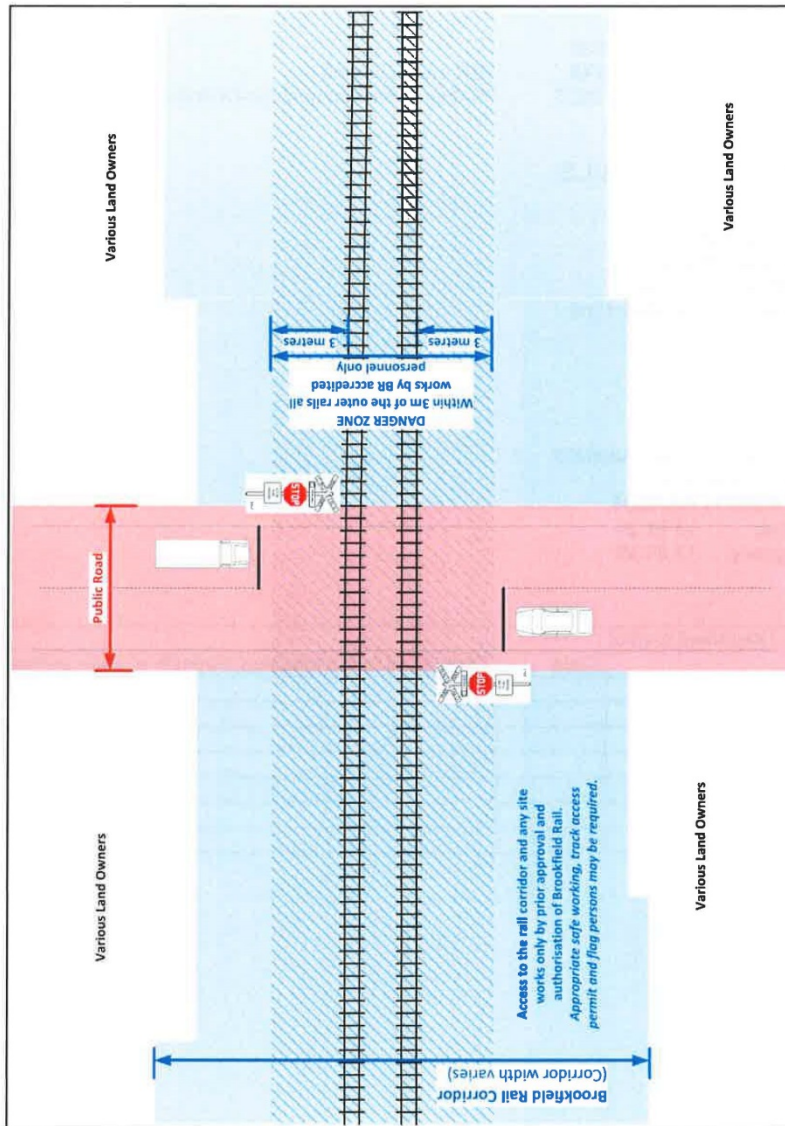 Various Land Owners
Various Land Owners
Public Road
STOP
DANGER ZONE
Within 3m of the outer rails all
works by BR accredited
personnel only
3 metres
3 metres
STOP
Brookfield Rail Corridor
(Corridor width varies)
Access to the rail corridor and any site
works only by prior approval and
authorisation of Brookfield Rail.
Appropriate safe working, track access
permit and flag persons may be required.
Various Land Owners
Various Land Owners